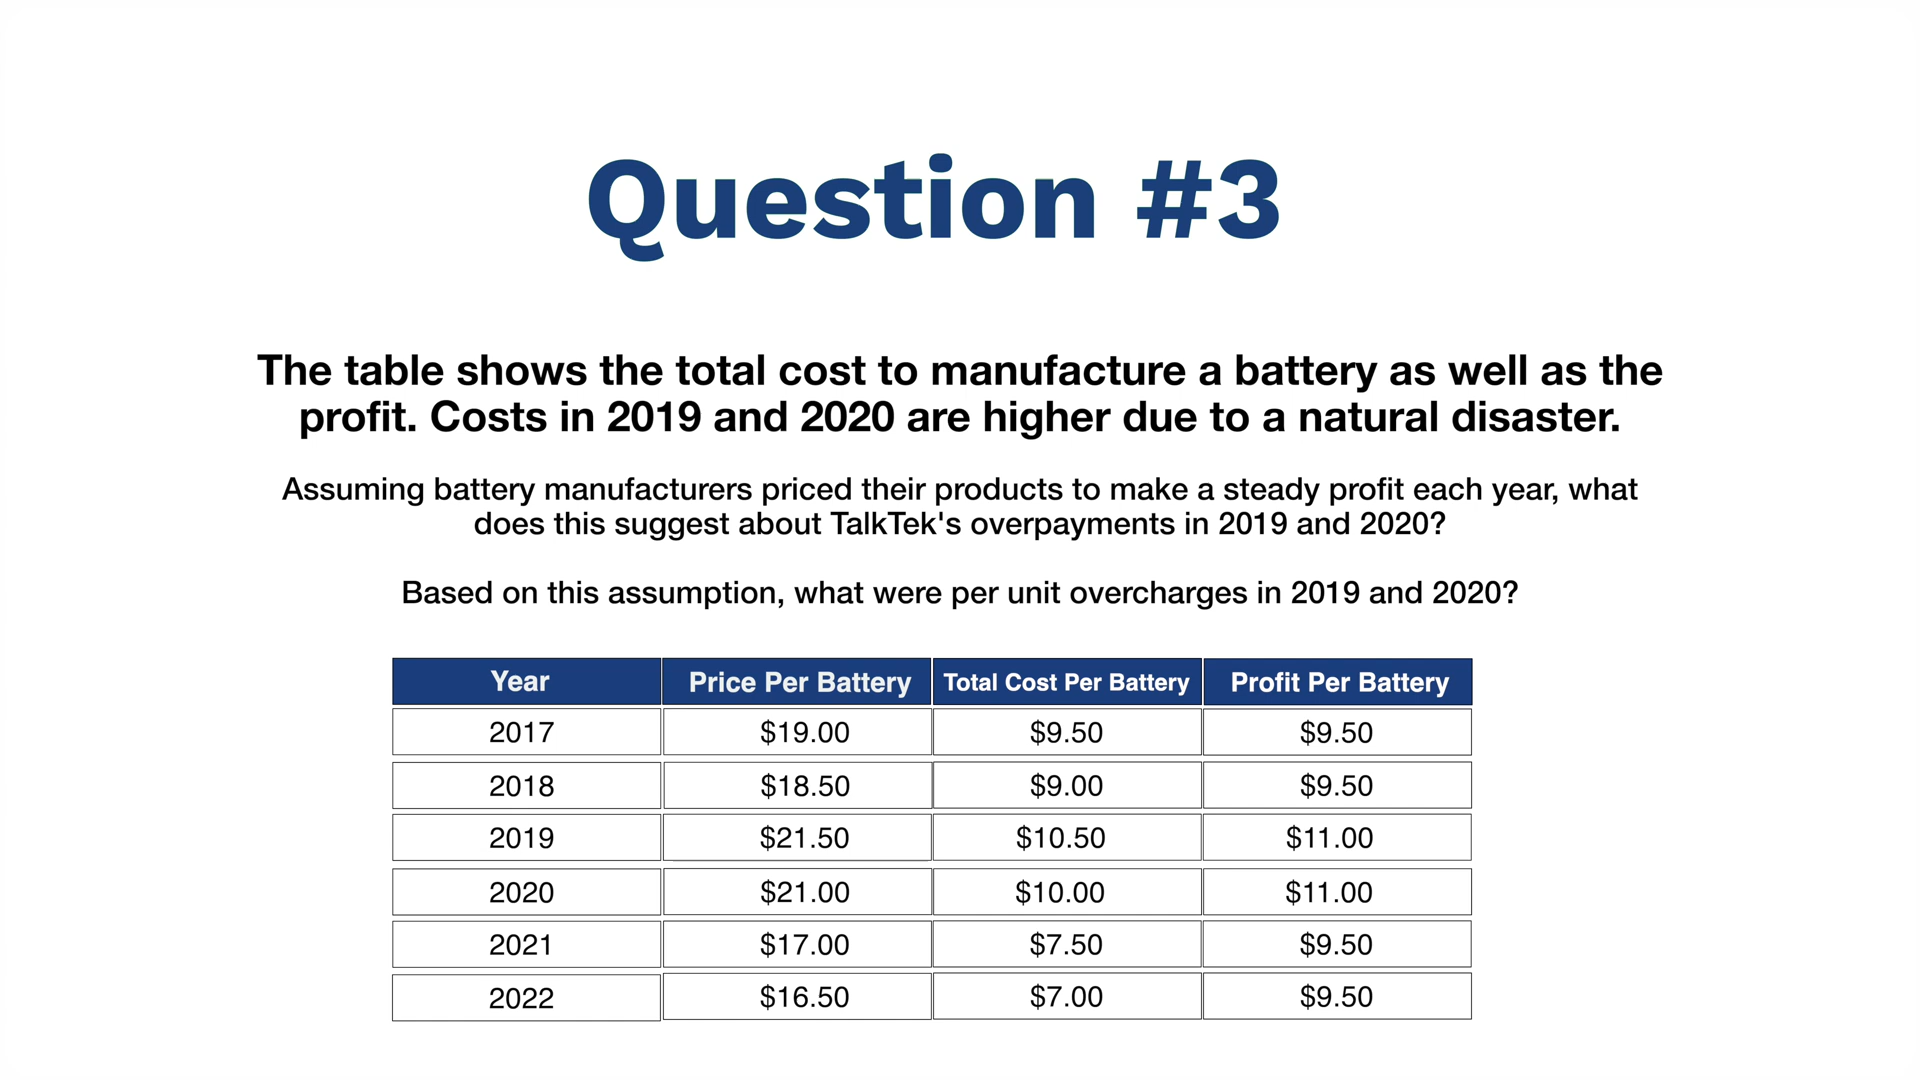 Question #3
The table shows the total cost to manufacture a battery as well as the
profit. Costs in 2019 and 2020 are higher due to a natural disaster.
Assuming battery manufacturers priced their products to make a steady profit each year, what
does this suggest about TalkTek's overpayments in 2019 and 2020?
Based on this assumption, what were per unit overcharges in 2019 and 2020?
Year Price Per Battery Total Cost Per Battery Profit Per Battery
2017 $19.00 $9.50 $9.50
2018 $18.50 $9.00 $9.50
2019 $21.50 $10.50 $11.00
2020 $21.00 $10.00 $11.00
2021 $17.00 $7.50 $9.50
2022 $16.50 $7.00 $9.50